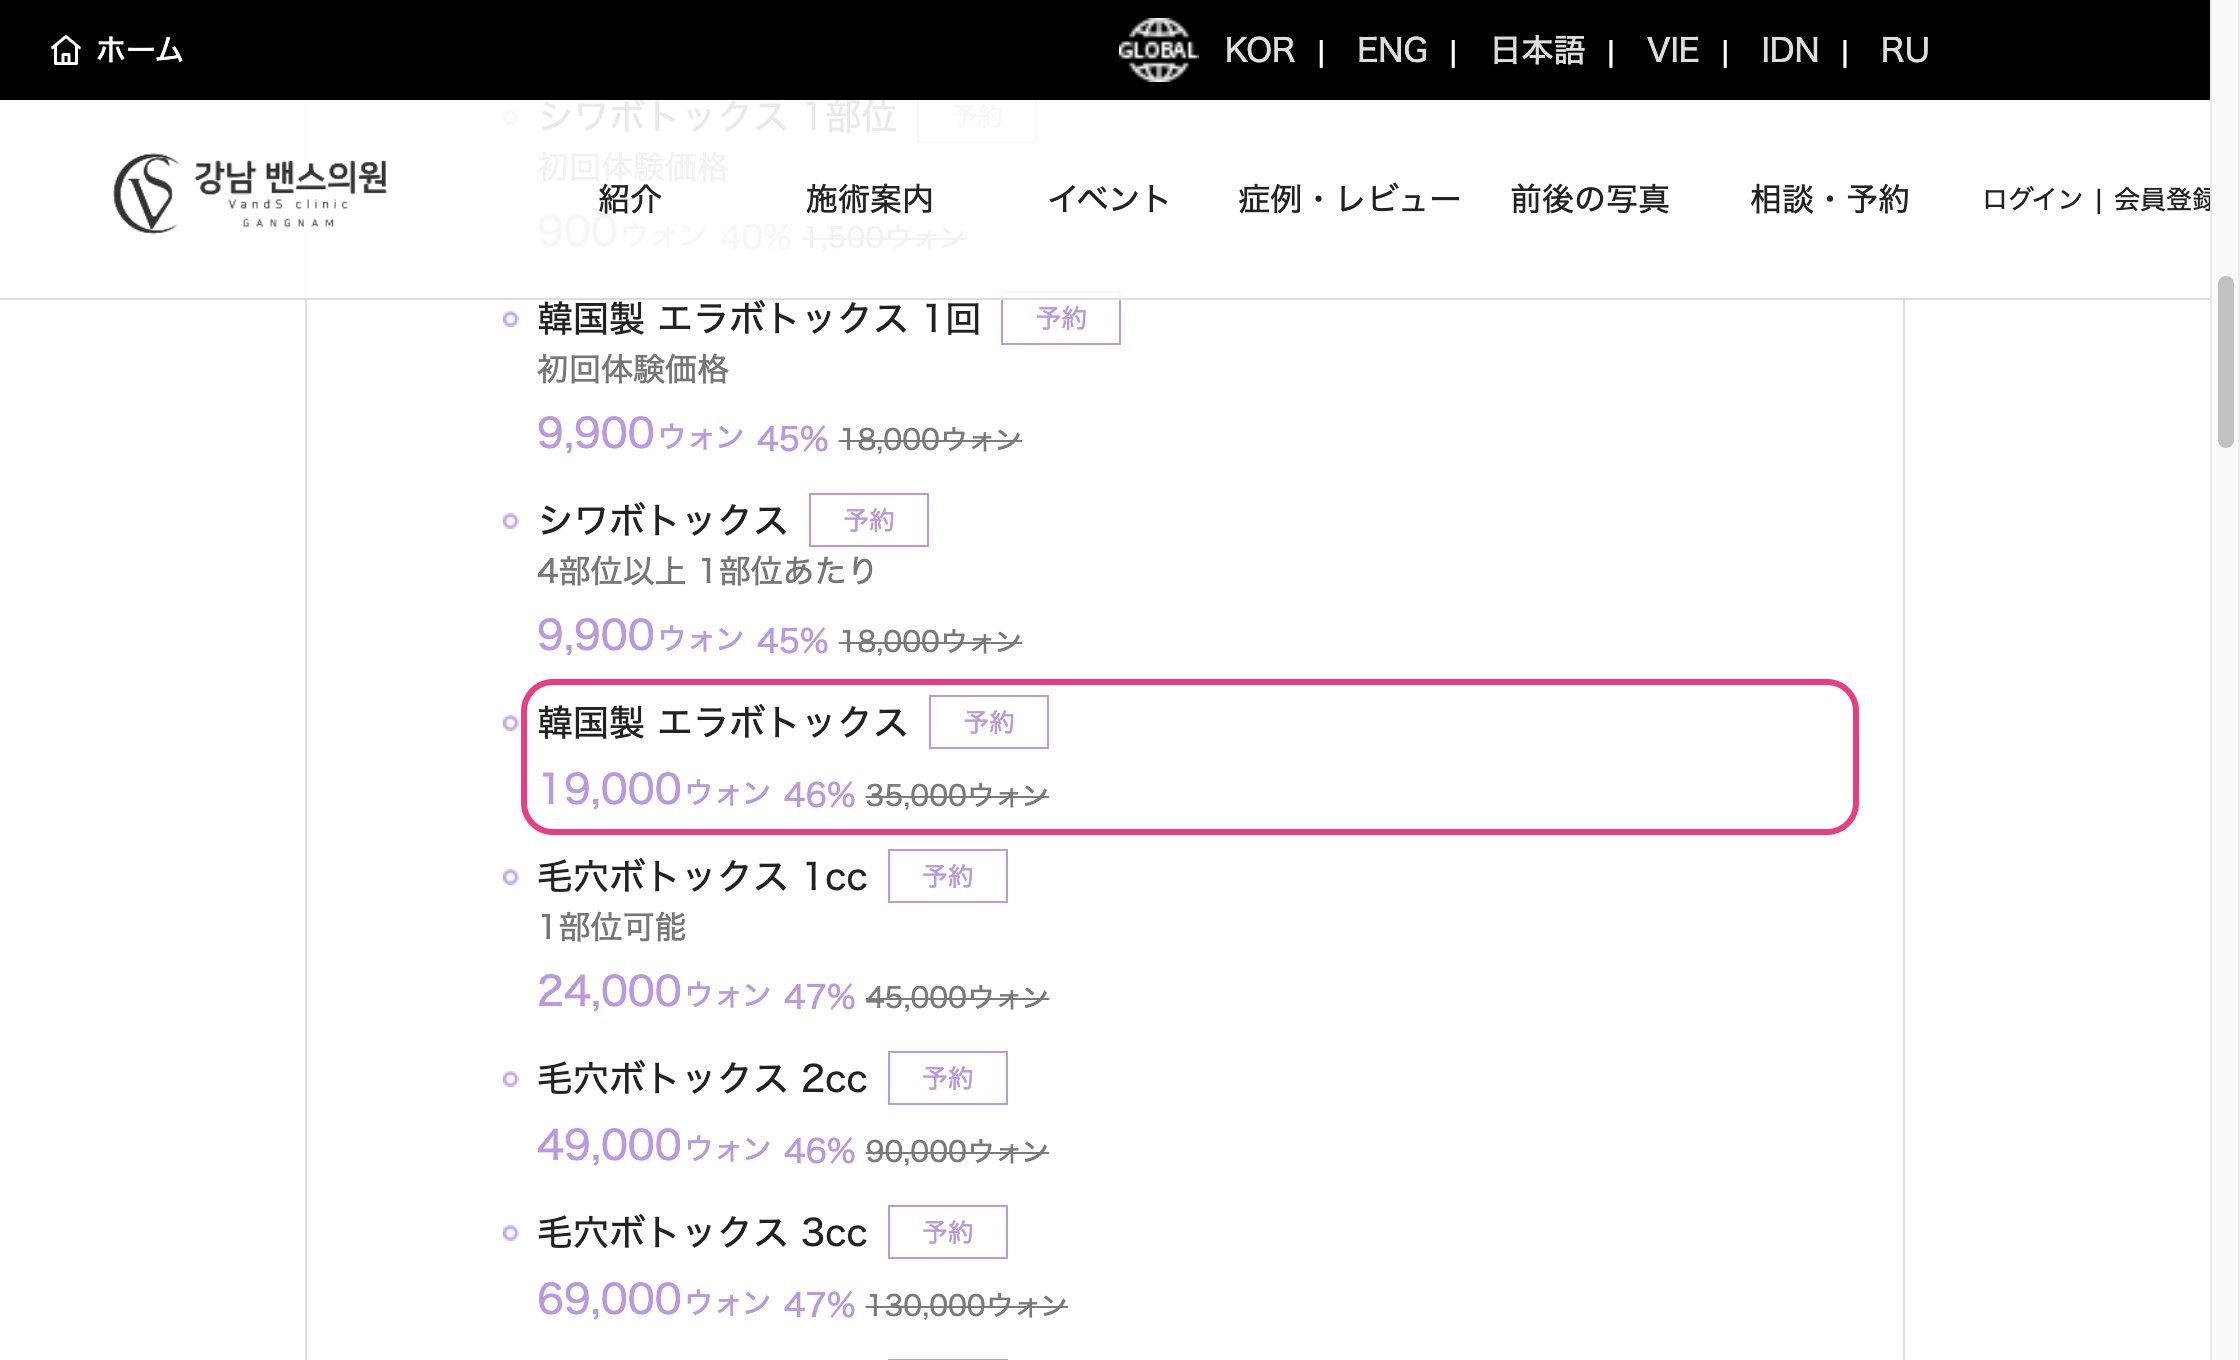 ホーム
GLOBAL KOR | ENG | 日本語 | VIE | IDN | RU
シワボトックス 1部位 予約
初回体験価格
강남 밴스의원
VandS clinic
GANGNAM
紹介 施術案内 イベント 症例・レビュー 前後の写真 相談・予約 ログイン | 会員登録
900ウォン 40% 1,500ウォン
韓国製 エラボトックス 1回 予約
初回体験価格
9,900ウォン 45% 18,000ウォン
シワボトックス 予約
4部位以上 1部位あたり
9,900ウォン 45% 18,000ウォン
韓国製 エラボトックス 予約
19,000ウォン 46% 35,000ウォン
毛穴ボトックス 1cc 予約
1部位可能
24,000ウォン 47% 45,000ウォン
毛穴ボトックス 2cc 予約
49,000ウォン 46% 90,000ウォン
毛穴ボトックス 3cc 予約
69,000ウォン 47% 130,000ウォン